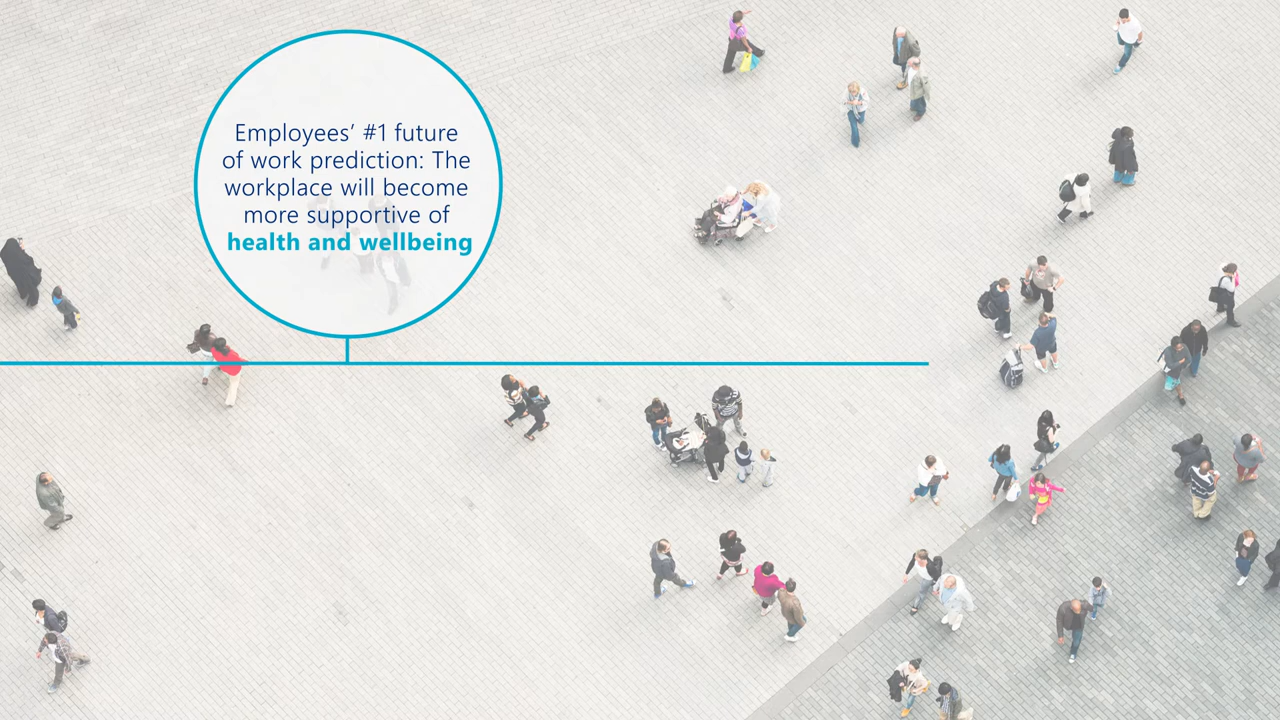 Employees’ #1 future
of work prediction: The
workplace will become
more supportive of
health and wellbeing